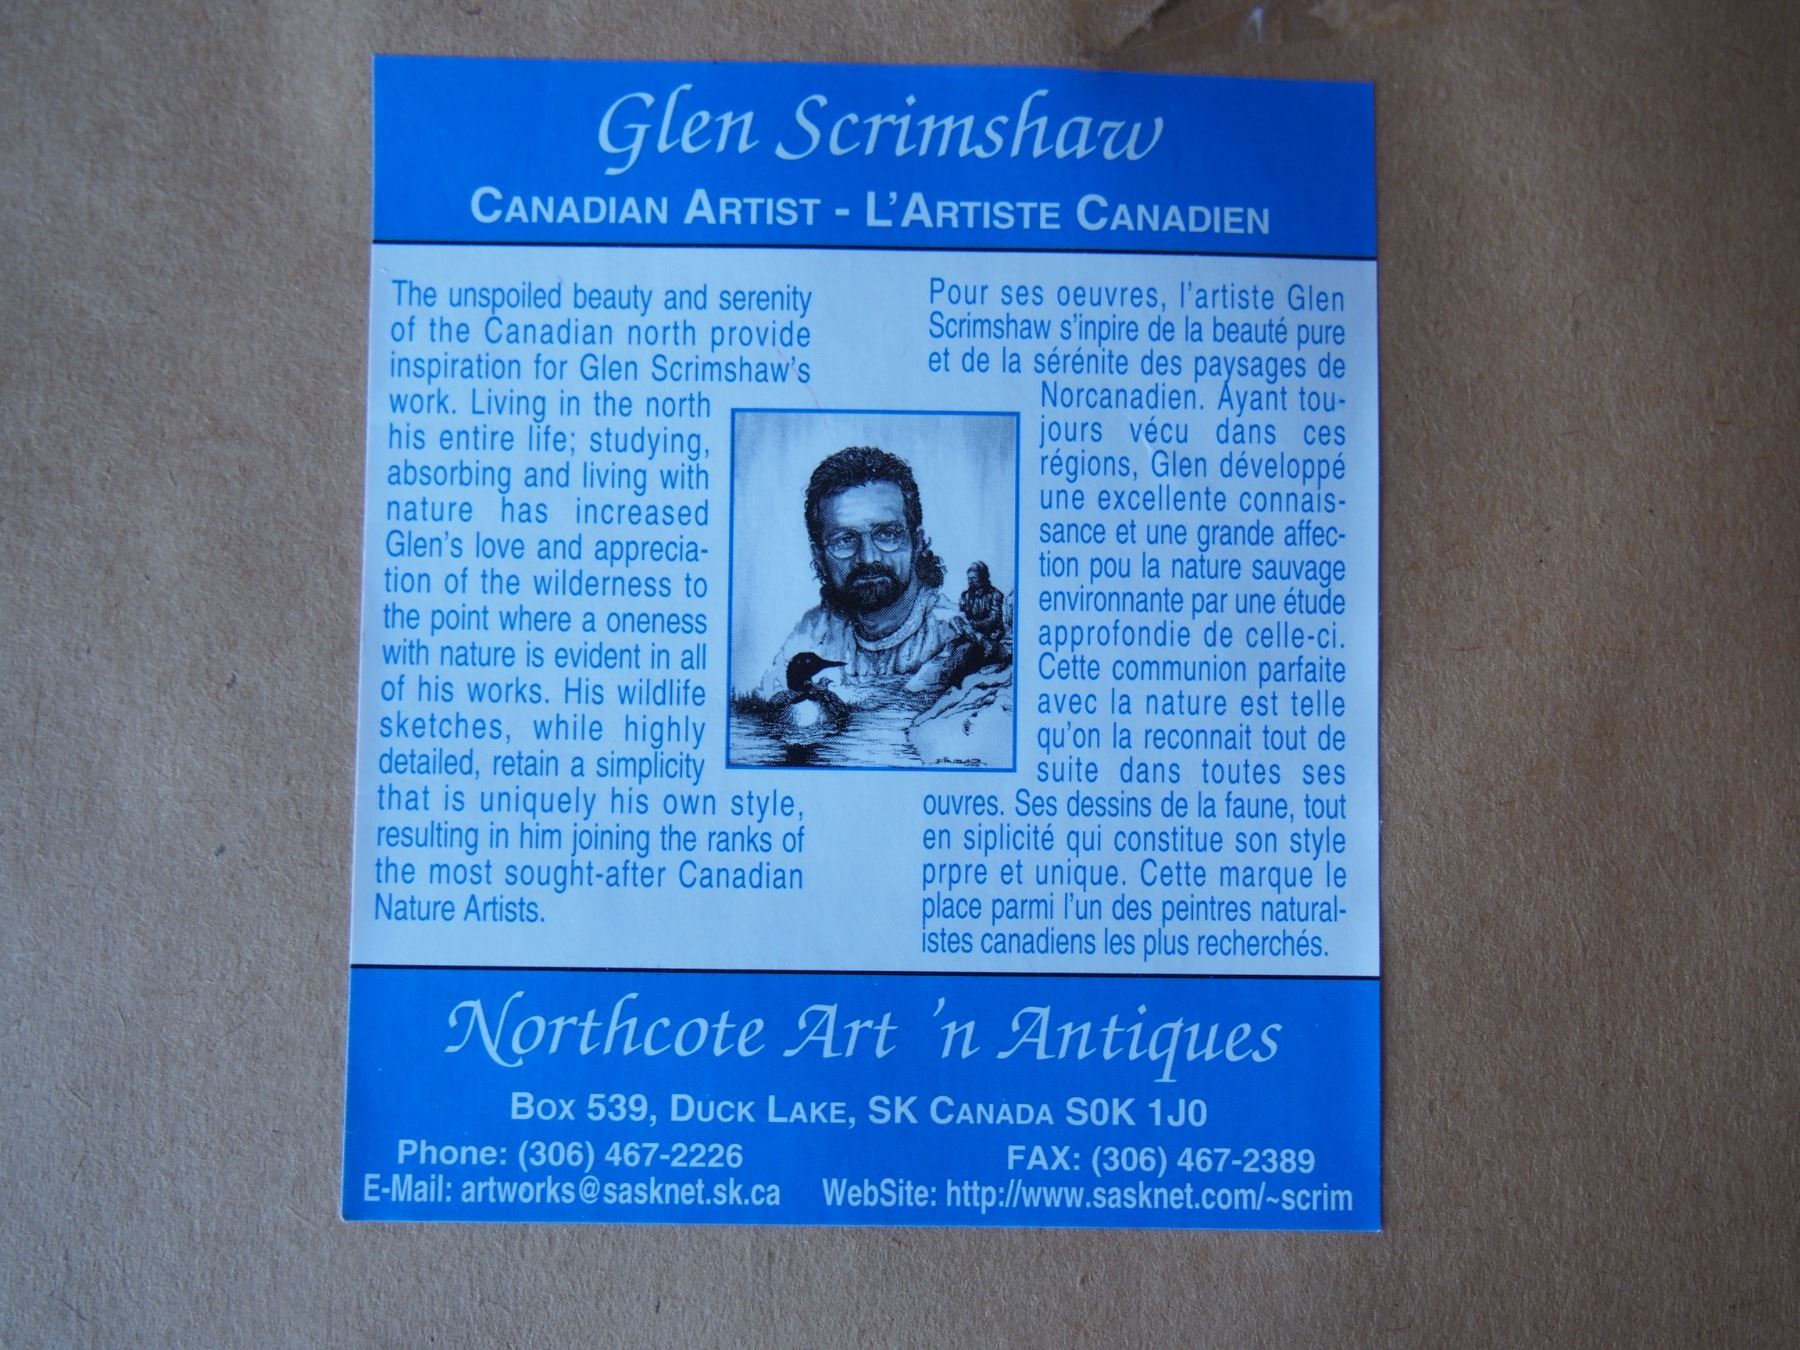 Glen Scrimshaw
CANADIAN ARTIST - L'ARTISTE CANADIEN
The unspoiled beauty and serenity
of the Canadian north provide
inspiration for Glen Scrimshaw's
work. Living in the north
his entire life; studying,
absorbing and living with
nature has increased
Glen's love and apprecia-
tion of the wilderness to
the point where a oneness
with nature is evident in all
of his works. His wildlife
sketches, while highly
detailed, retain a simplicity
that is uniquely his own style,
resulting in him joining the ranks of
the most sought-after Canadian
Nature Artists.
Pour ses oeuvres, l'artiste Glen
Scrimshaw s'inpire de la beauté pure
et de la sérénite des paysages de
Norcanadien. Ayant tou-
jours vécu dans ces
régions, Glen développé
une excellente connais-
sance et une grande affec-
tion pou la nature sauvage
environnante par une étude
approfondie de celle-ci.
Cette communion parfaite
avec la nature est telle
qu'on la reconnait tout de
suite dans toutes ses
ouvres. Ses dessins de la faune, tout
en siplicité qui constitue son style
prpre et unique. Cette marque le
place parmi l'un des peintres natural-
istes canadiens les plus recherchés.
Northcote Art 'n Antiques
BOX 539, DUCK LAKE, SK CANADA S0K 1J0
Phone: (306) 467-2226 FAX: (306) 467-2389
E-Mail: artworks@sasknet.sk.ca WebSite: http://www.sasknet.com/~scrim